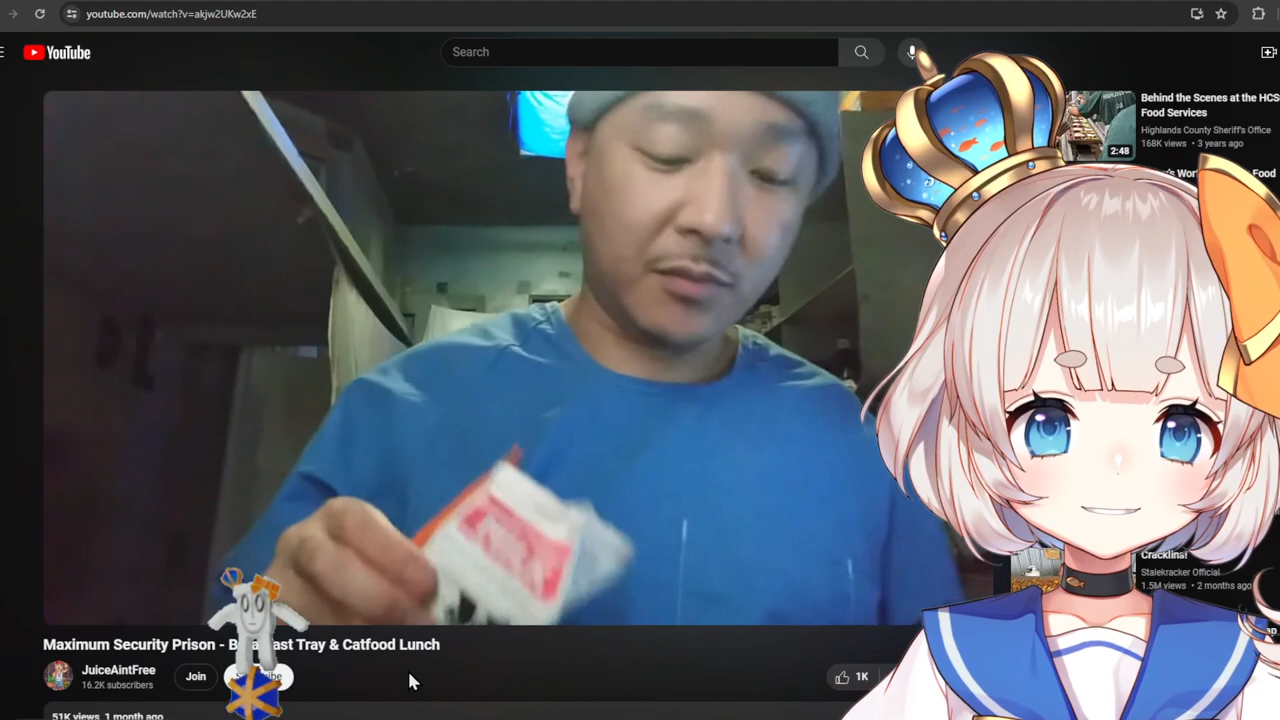 youtube.com/watch?v=akjw2UKw2xE
YouTube
Search
Behind the Scenes at the HCS
Food Services
Highlands County Sheriff's Office
168K views • 3 years ago
2:48
Food
Cracklins!
Stalekracker Official
1.5M views • 2 months ago
Maximum Security Prison - B ast Tray & Catfood Lunch
JuiceAintFree
16.2K subscribers
Join
1K
51K views 1 month ago